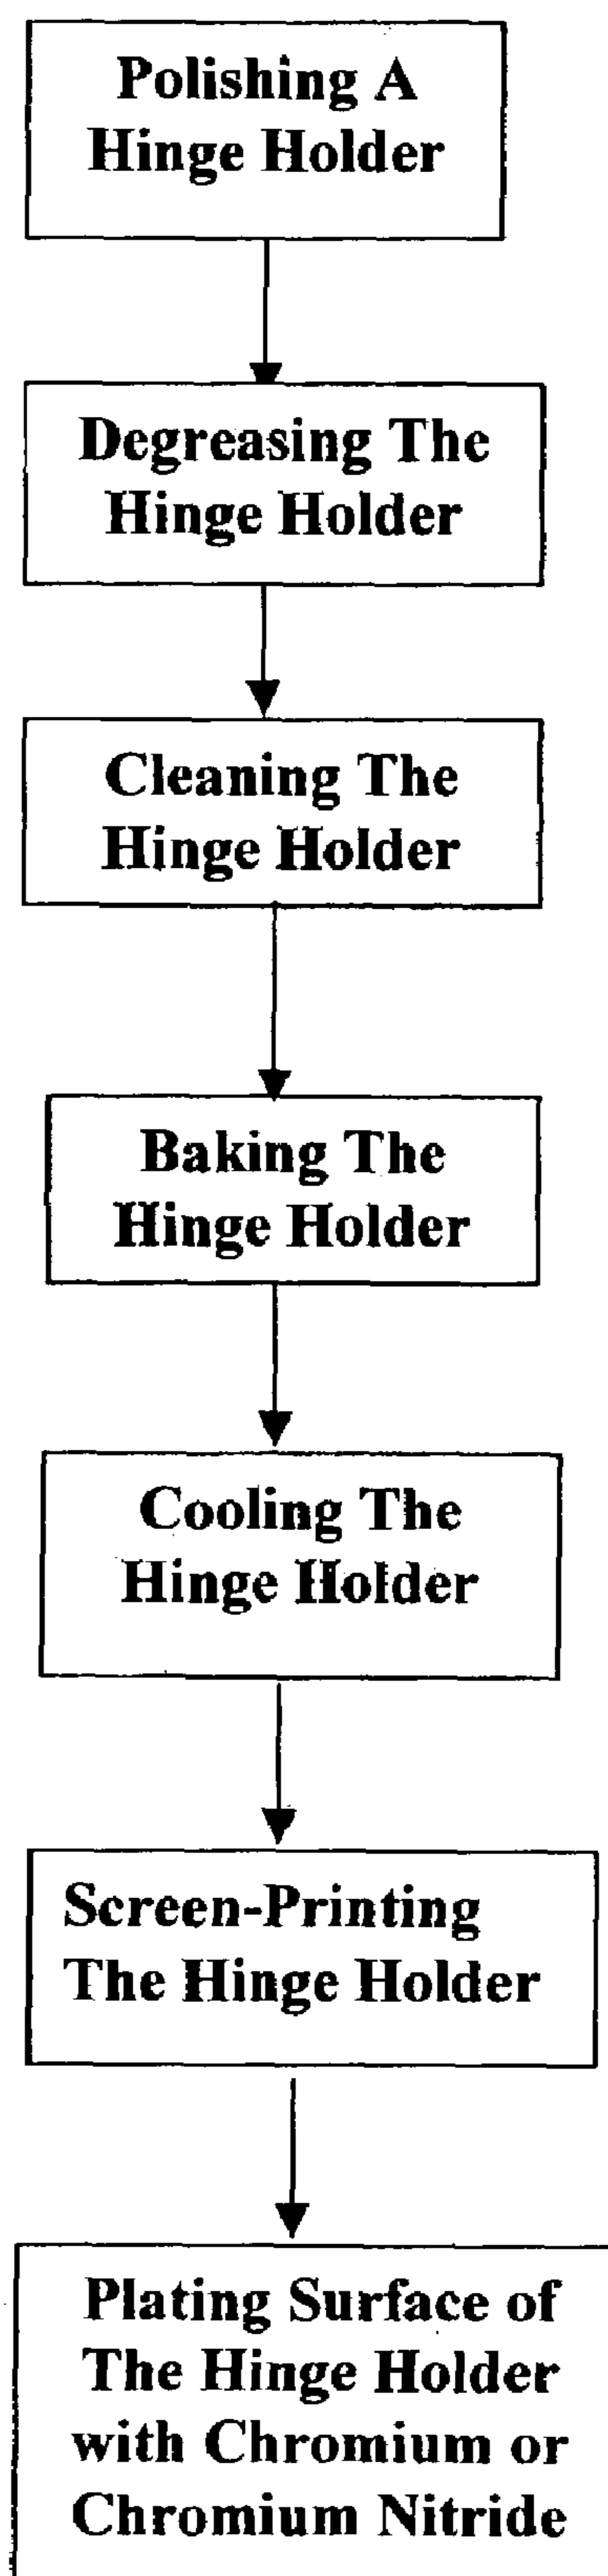 Polishing A
Hinge Holder
Degreasing The
Hinge Holder
Cleaning The
Hinge Holder
Baking The
Hinge Holder
Cooling The
Hinge Holder
Screen-Printing
The Hinge Holder
Plating Surface of
The Hinge Holder
with Chromium or
Chromium Nitride